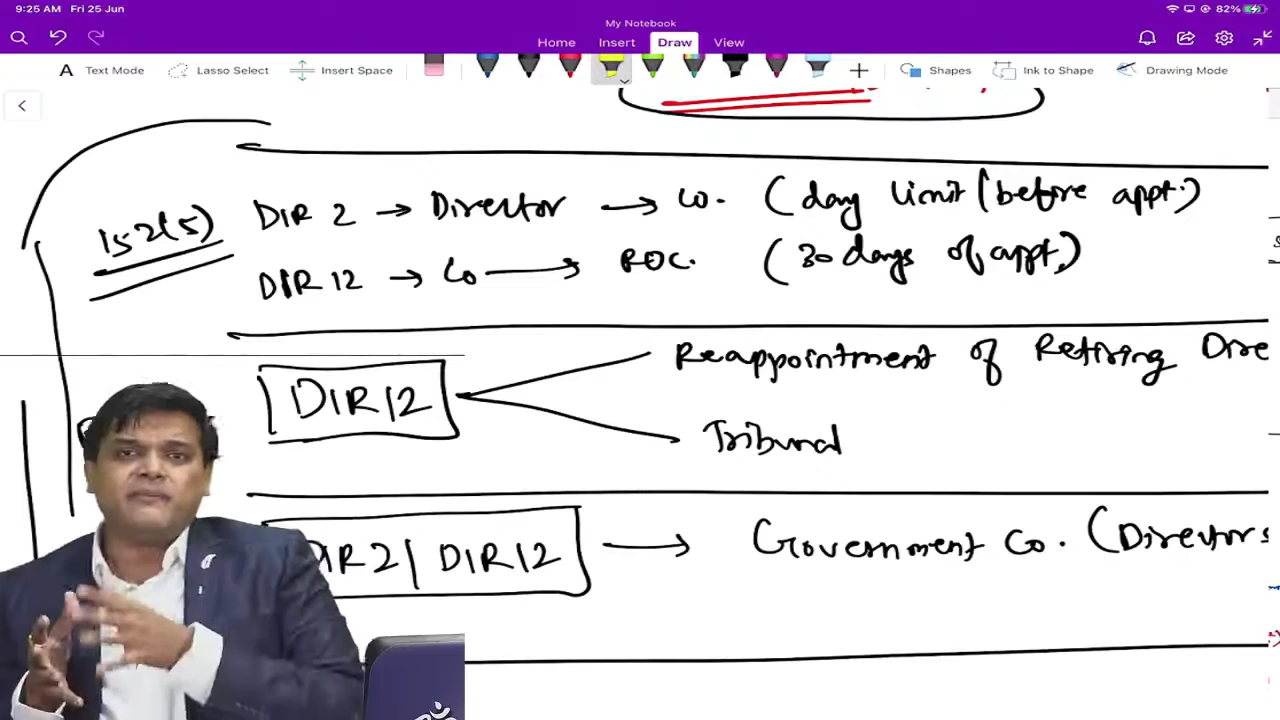 9:25 AM Fri 25 Jun 82%
My Notebook
Home Insert Draw View
Text Mode Lasso Select Insert Space Shapes Ink to Shape Drawing Mode
152(5)
DIR 2 → Director → Co. (day limit / before appt.)
DIR 12 → Co → ROC. (30 days of appt.)
DIR 12
Reappointment of Retiring Dire
Tribunal
DIR 2 / DIR 12 → Government Co. (Directors